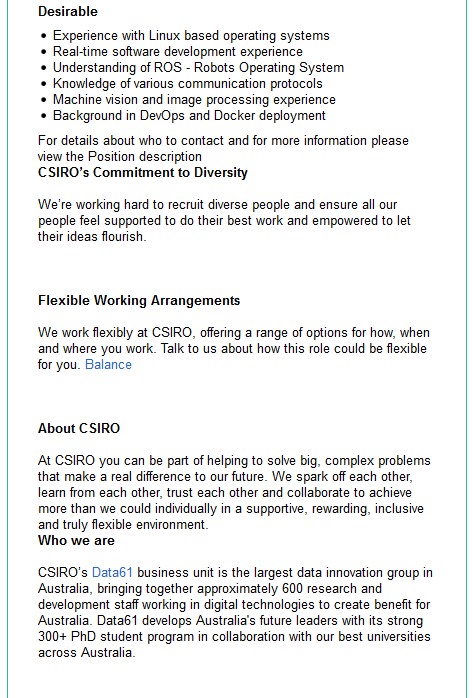 Desirable
• Experience with Linux based operating systems
• Real-time software development experience
• Understanding of ROS - Robots Operating System
• Knowledge of various communication protocols
• Machine vision and image processing experience
• Background in DevOps and Docker deployment
For details about who to contact and for more information please
view the Position description
CSIRO's Commitment to Diversity
We're working hard to recruit diverse people and ensure all our
people feel supported to do their best work and empowered to let
their ideas flourish.
Flexible Working Arrangements
We work flexibly at CSIRO, offering a range of options for how, when
and where you work. Talk to us about how this role could be flexible
for you. Balance
About CSIRO
At CSIRO you can be part of helping to solve big, complex problems
that make a real difference to our future. We spark off each other,
learn from each other, trust each other and collaborate to achieve
more than we could individually in a supportive, rewarding, inclusive
and truly flexible environment.
Who we are
CSIRO's Data61 business unit is the largest data innovation group in
Australia, bringing together approximately 600 research and
development staff working in digital technologies to create benefit for
Australia. Data61 develops Australia's future leaders with its strong
300+ PhD student program in collaboration with our best universities
across Australia.